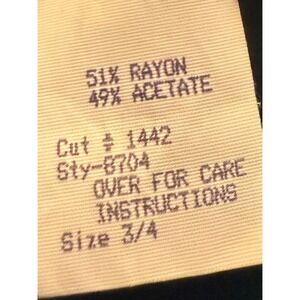 51% RAYON
49% ACETATE
Cut # 1442
Sty-8704
OVER FOR CARE
INSTRUCTIONS
Size 3/4